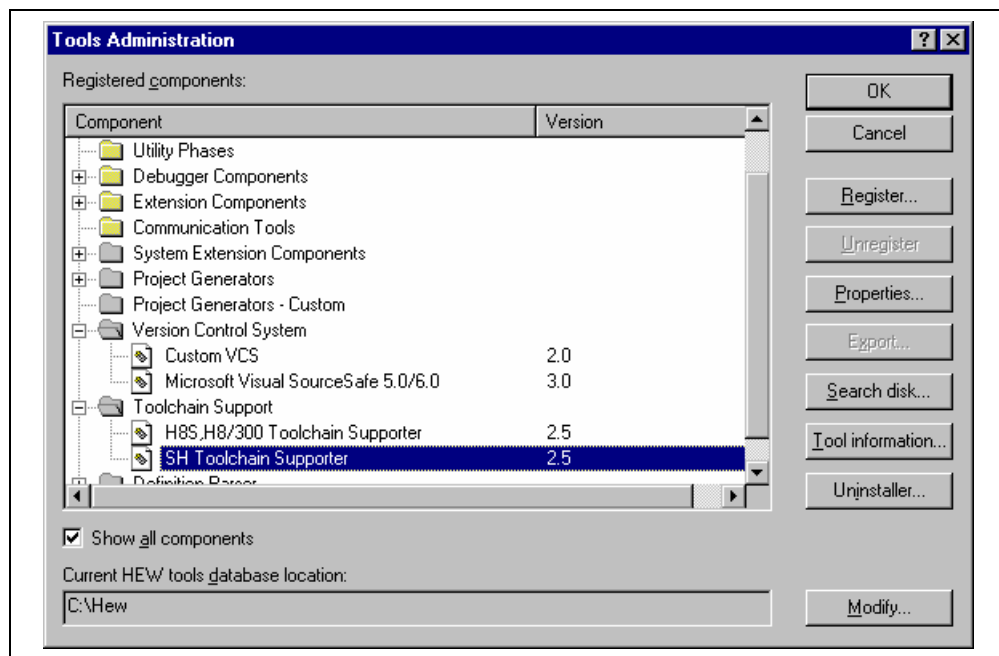 Tools Administration
Registered components:
Component Version
Utility Phases
Debugger Components
Extension Components
Communication Tools
System Extension Components
Project Generators
Project Generators - Custom
Version Control System
Custom VCS 2.0
Microsoft Visual SourceSafe 5.0/6.0 3.0
Toolchain Support
H8S,H8/300 Toolchain Supporter 2.5
SH Toolchain Supporter 2.5
Definition Parser
Show all components
Current HEW tools database location:
C:\Hew
OK
Cancel
Register...
Unregister
Properties...
Export...
Search disk...
Tool information...
Uninstaller...
Modify...